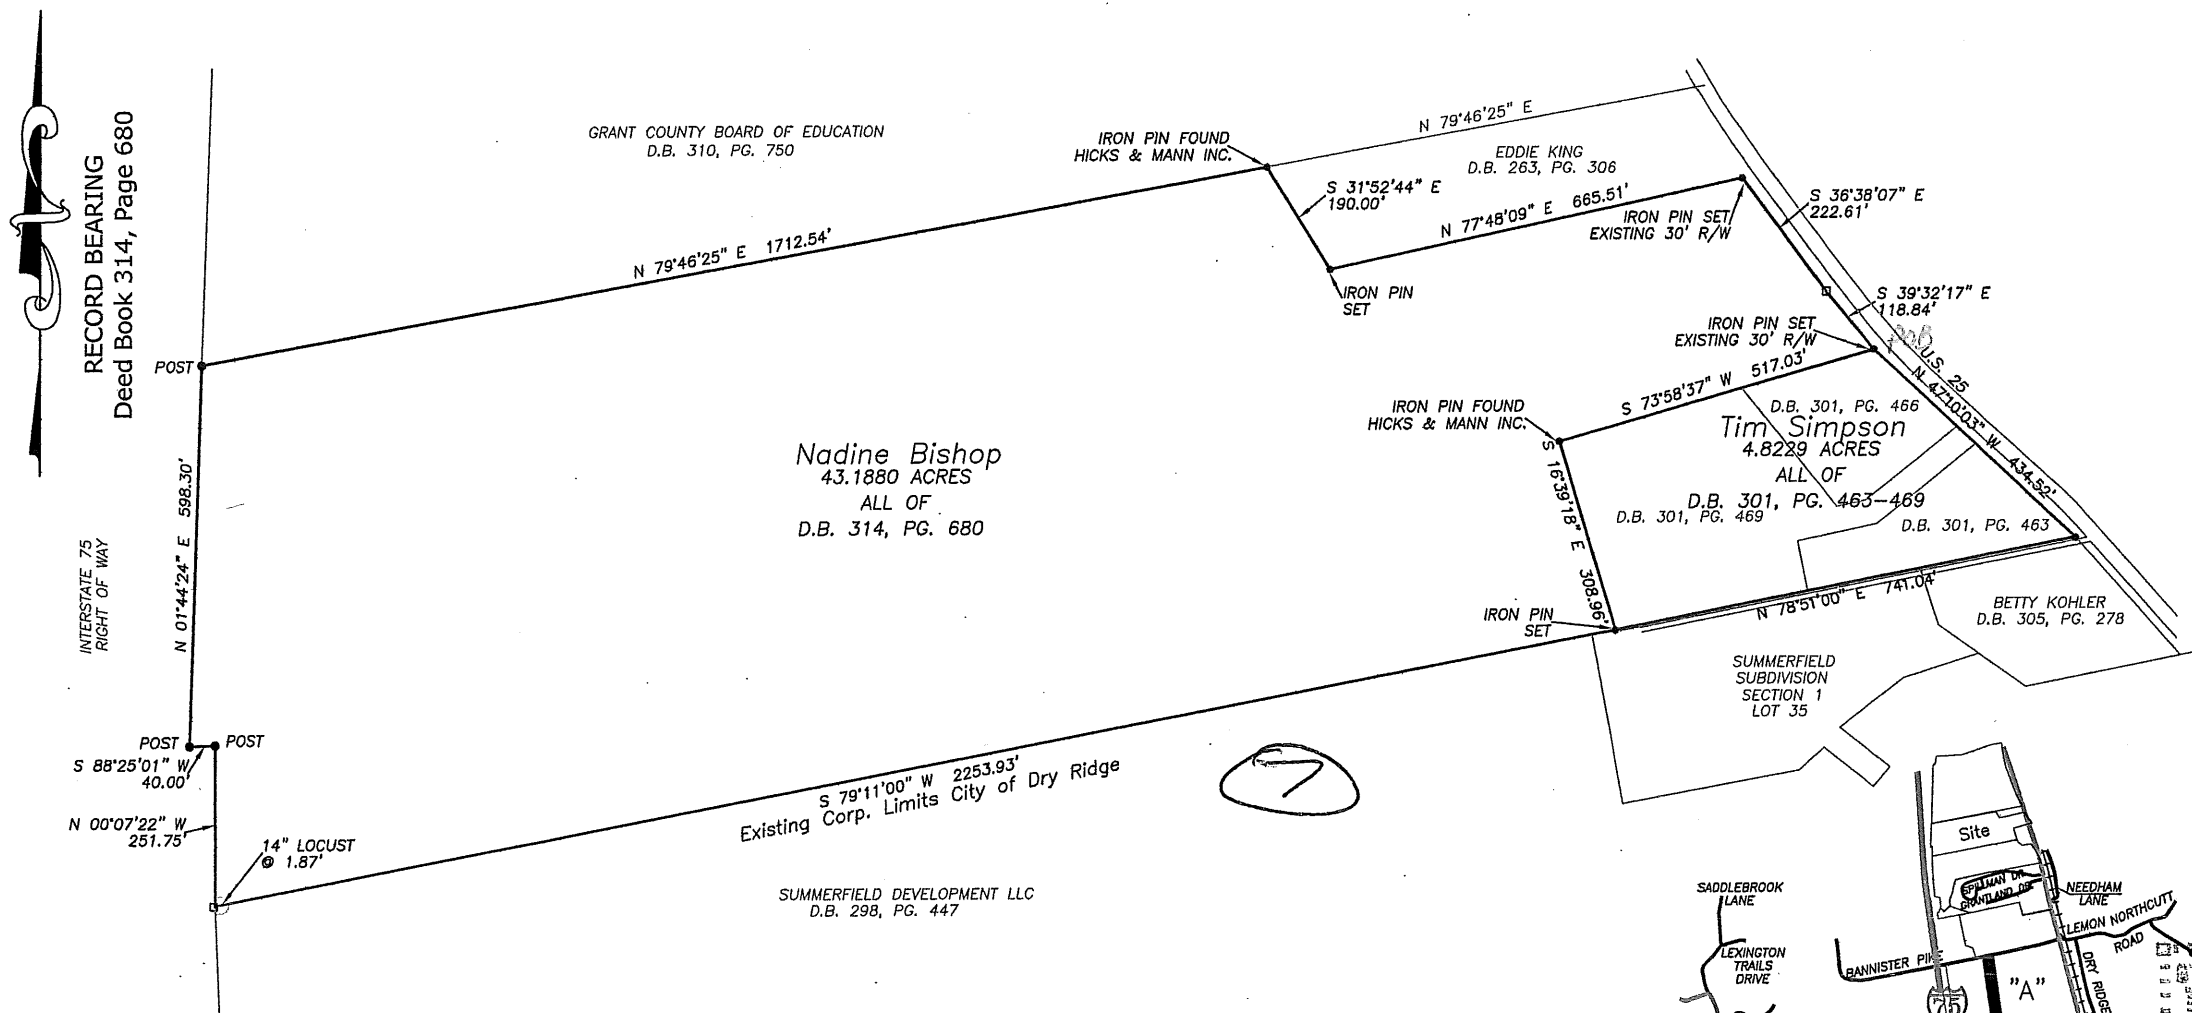 RECORD BEARING
Deed Book 314, Page 680
GRANT COUNTY BOARD OF EDUCATION
D.B. 310, PG. 750
IRON PIN FOUND
HICKS & MANN INC.
N 79°46'25" E
EDDIE KING
D.B. 263, PG. 306
S 31°52'44" E
190.00'
N 77°48'09" E 665.51'
IRON PIN SET
EXISTING 30' R/W
S 36°38'07" E
222.61'
N 79°46'25" E 1712.54'
IRON PIN
SET
S 39°32'17" E
118.84'
IRON PIN SET
EXISTING 30' R/W
POB
U.S. 25
POST
S 73°58'37" W 517.03'
N 47°10'03" W 434.52'
IRON PIN FOUND
HICKS & MANN INC.
D.B. 301, PG. 466
Tim Simpson
4.8229 ACRES
ALL OF
D.B. 301, PG. 463-469
D.B. 301, PG. 469
D.B. 301, PG. 463
Nadine Bishop
43.1880 ACRES
ALL OF
D.B. 314, PG. 680
S 16°39'18" E 308.96'
INTERSTATE 75
RIGHT OF WAY
N 01°44'24" E 598.30'
IRON PIN
SET
N 78°51'00" E 741.04'
BETTY KOHLER
D.B. 305, PG. 278
SUMMERFIELD
SUBDIVISION
SECTION 1
LOT 35
POST
POST
S 88°25'01" W
40.00'
S 79°11'00" W 2253.93'
Existing Corp. Limits City of Dry Ridge
7
N 00°07'22" W
251.75'
14" LOCUST
@ 1.87'
SUMMERFIELD DEVELOPMENT LLC
D.B. 298, PG. 447
Site
SPILLMAN DR.
GRANTLAND DR.
NEEDHAM
LANE
SADDLEBROOK
LANE
LEMON NORTHCUTT
ROAD
LEXINGTON
TRAILS
DRIVE
BANNISTER PIKE
DRY RIDGE
"A"
75